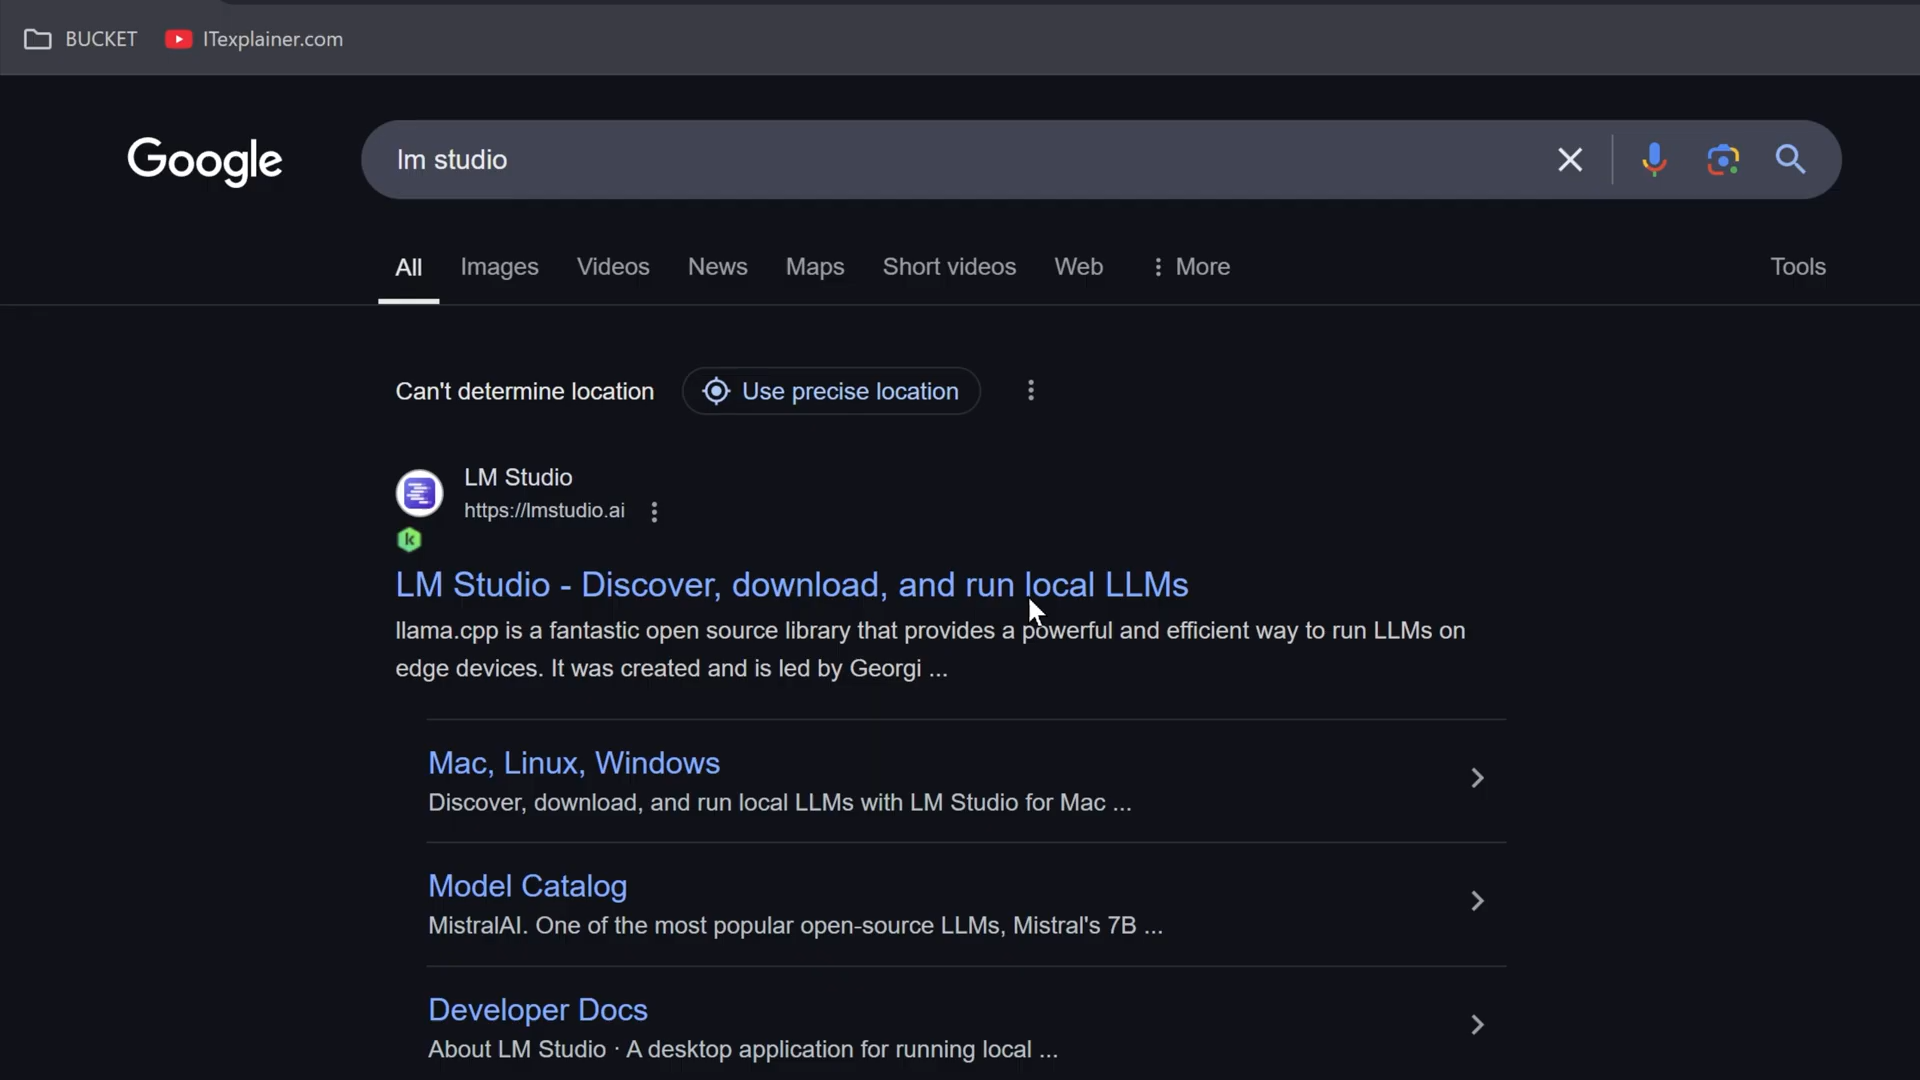 BUCKET ITexplainer.com
Google lm studio
All Images Videos News Maps Short videos Web More Tools
Can't determine location Use precise location
LM Studio
https://lmstudio.ai
k
LM Studio - Discover, download, and run local LLMs
llama.cpp is a fantastic open source library that provides a powerful and efficient way to run LLMs on
edge devices. It was created and is led by Georgi ...
Mac, Linux, Windows
Discover, download, and run local LLMs with LM Studio for Mac ...
Model Catalog
MistralAI. One of the most popular open-source LLMs, Mistral's 7B ...
Developer Docs
About LM Studio · A desktop application for running local ...